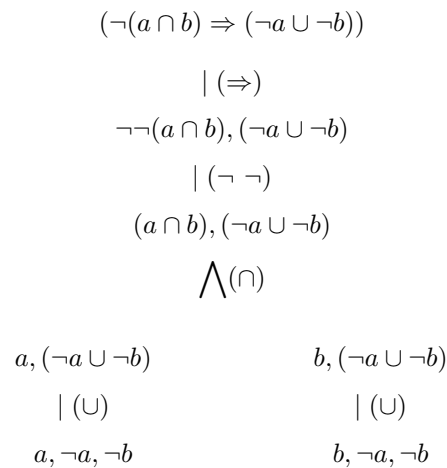 (¬(a ∩ b) ⇒ (¬a ∪ ¬b))
| (⇒)
¬¬(a ∩ b), (¬a ∪ ¬b)
| (¬ ¬)
(a ∩ b), (¬a ∪ ¬b)
⋀(∩)
a, (¬a ∪ ¬b) b, (¬a ∪ ¬b)
| (∪) | (∪)
a, ¬a, ¬b b, ¬a, ¬b